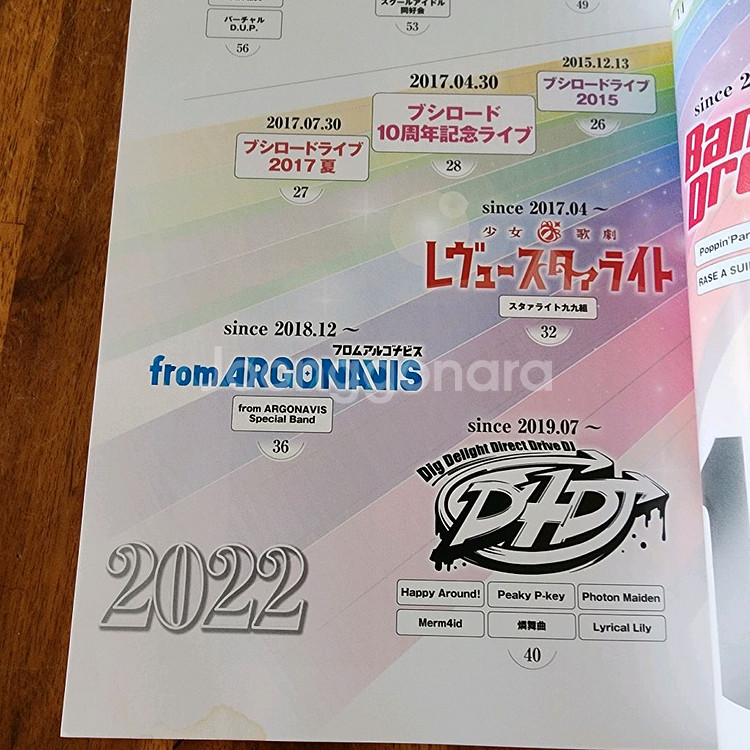 スクールアイドル
同好会
53
49
バーチャル
D.U.P.
56
2015.12.13
ブシロードライブ
2015
26
2017.04.30
ブシロード
10周年記念ライブ
28
2017.07.30
ブシロードライブ
2017 夏
27
since 2017.04～
少女 歌劇
レヴュースタァライト
スタァライト九九組
32
since 2018.12～
フロムアルゴナビス
from ARGONAVIS
from ARGONAVIS
Special Band
36
since 2019.07～
Dig Delight Direct Drive DJ
D4DJ
Happy Around!
Peaky P-key
Photon Maiden
Merm4id
燐舞曲
Lyrical Lily
40
2022
since 2
Ban
Dre
Poppin'Par
RASE A SUI